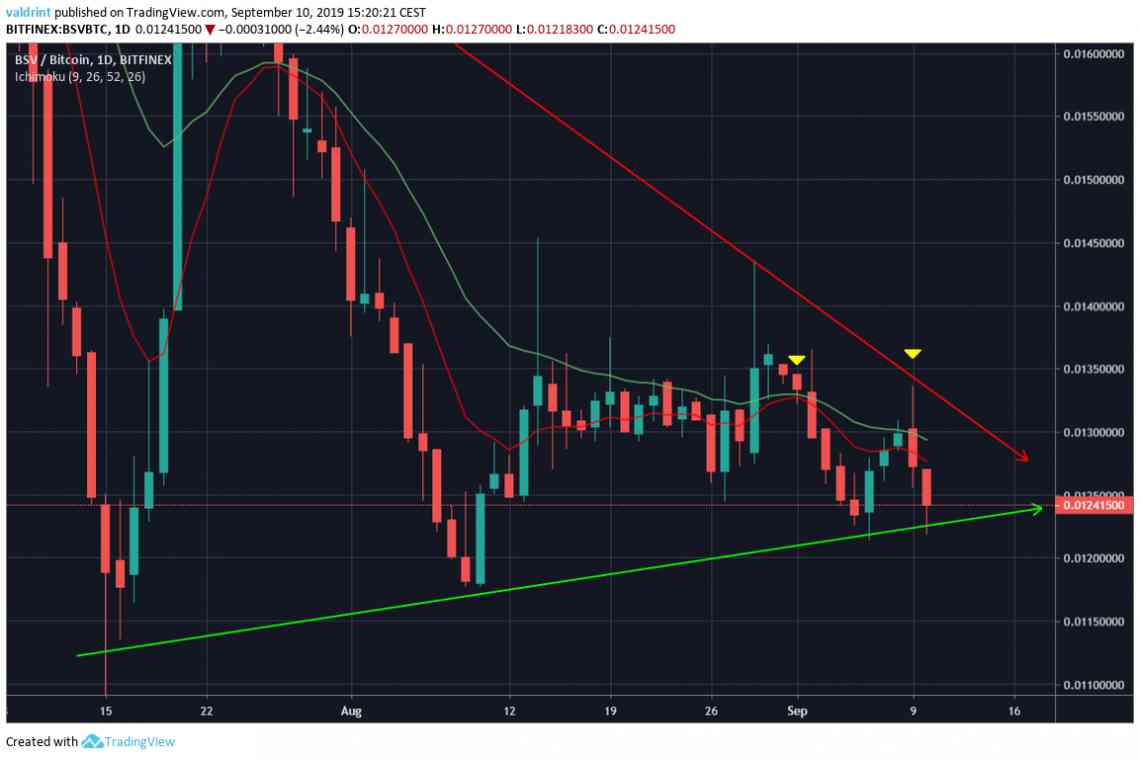 valdrint published on TradingView.com, September 10, 2019 15:20:21 CEST
BITFINEX:BSVBTC, 1D 0.01241500 ▼ −0.00031000 (−2.44%) O:0.01270000 H:0.01270000 L:0.01218300 C:0.01241500
BSV / Bitcoin, 1D, BITFINEX
Ichimoku (9, 26, 52, 26)
0.01600000
0.01550000
0.01500000
0.01450000
0.01400000
0.01350000
0.01300000
0.01250000
0.01241500
0.01200000
0.01150000
0.01100000
15 22 Aug 12 19 26 Sep 9 16
Created with TradingView